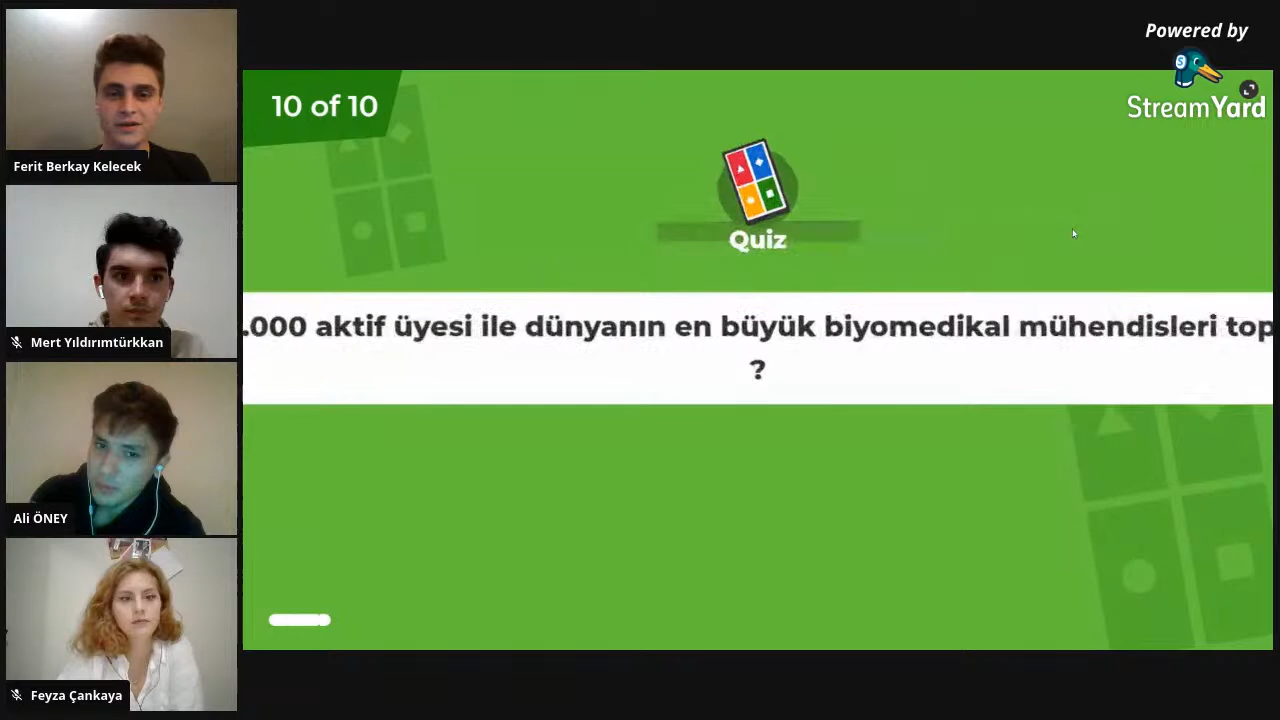 Powered by
StreamYard
10 of 10
Quiz
.000 aktif üyesi ile dünyanın en büyük biyomedikal mühendisleri top
?
Ferit Berkay Kelecek
Mert Yıldırımtürkkan
Ali ÖNEY
Feyza Çankaya